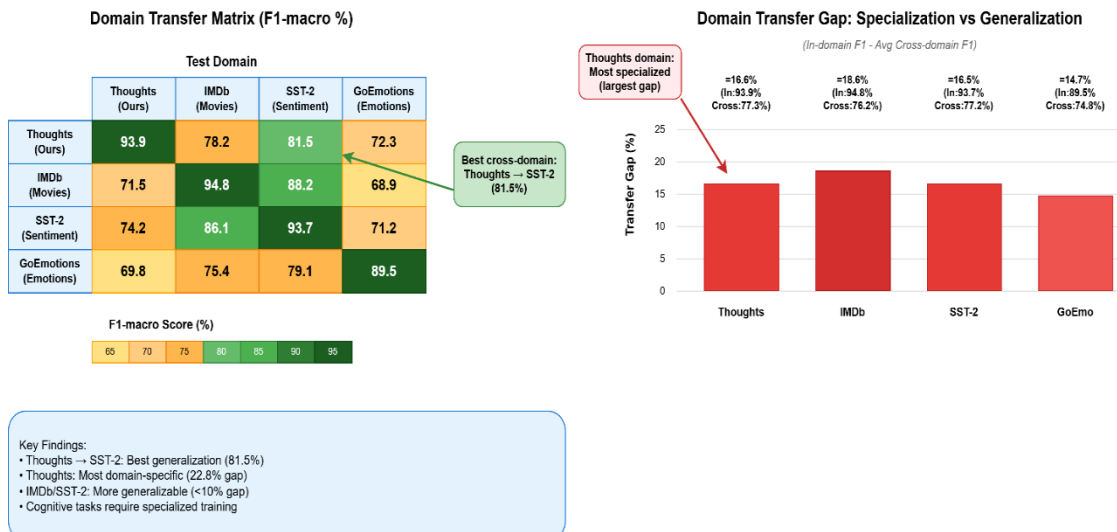 Domain Transfer Matrix (F1-macro %)
Test Domain
Thoughts
(Ours)
IMDb
(Movies)
SST-2
(Sentiment)
GoEmotions
(Emotions)
Thoughts
(Ours)
93.9
78.2
81.5
72.3
IMDb
(Movies)
71.5
94.8
88.2
68.9
SST-2
(Sentiment)
74.2
86.1
93.7
71.2
GoEmotions
(Emotions)
69.8
75.4
79.1
89.5
Best cross-domain:
Thoughts → SST-2
(81.5%)
F1-macro Score (%)
65 70 75 80 85 90 95
Key Findings:
• Thoughts → SST-2: Best generalization (81.5%)
• Thoughts: Most domain-specific (22.8% gap)
• IMDb/SST-2: More generalizable (<10% gap)
• Cognitive tasks require specialized training
Domain Transfer Gap: Specialization vs Generalization
(In-domain F1 - Avg Cross-domain F1)
Thoughts domain:
Most specialized
(largest gap)
=16.6%
(In:93.9%
Cross:77.3%)
=18.6%
(In:94.8%
Cross:76.2%)
=16.5%
(In:93.7%
Cross:77.2%)
=14.7%
(In:89.5%
Cross:74.8%)
Transfer Gap (%)
25
20
15
10
5
0
Thoughts
IMDb
SST-2
GoEmo